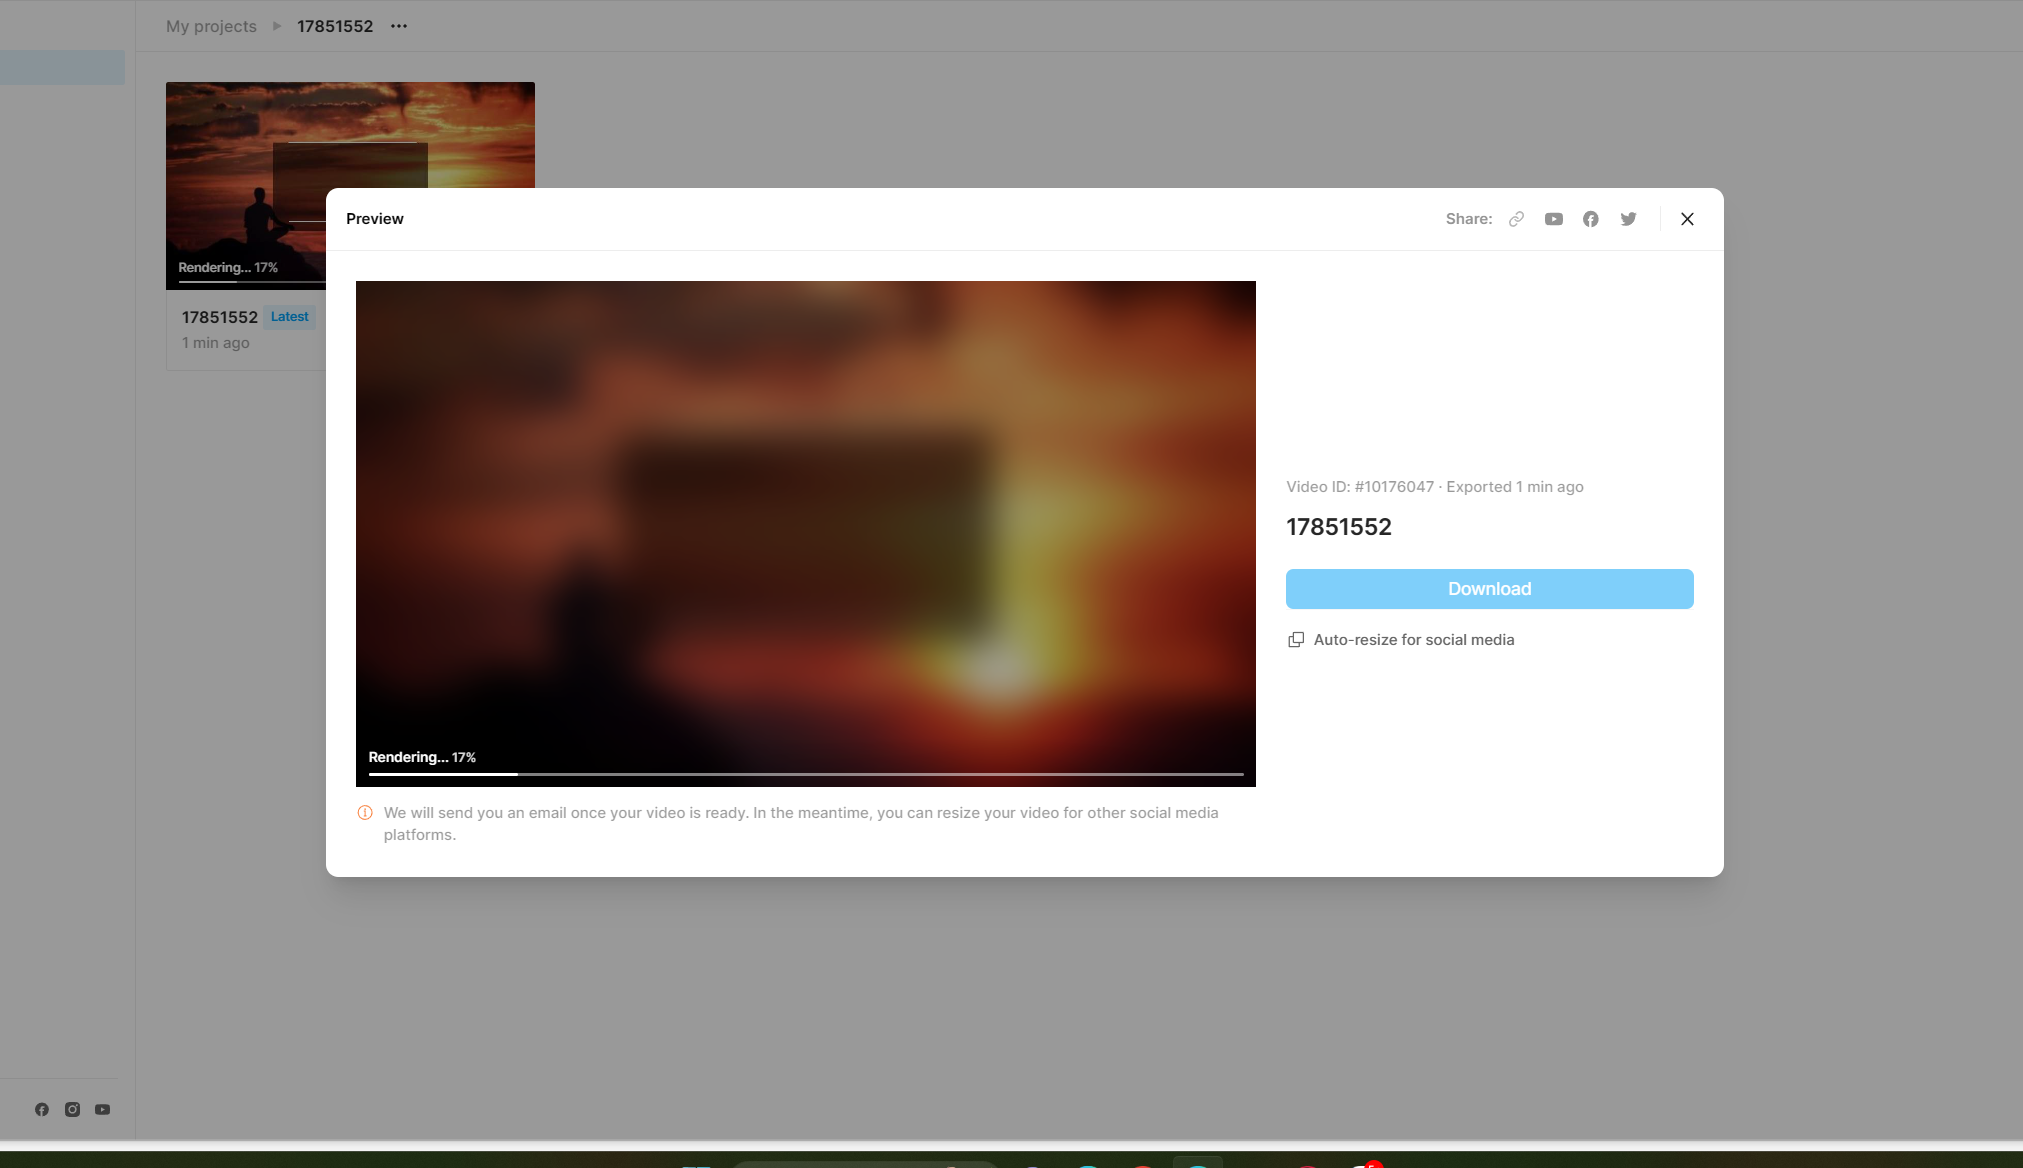 My projects 17851552
Rendering... 17%
17851552 Latest
1 min ago
Preview
Share:
Rendering... 17%
We will send you an email once your video is ready. In the meantime, you can resize your video for other social media
platforms.
Video ID: #10176047 · Exported 1 min ago
17851552
Download
Auto-resize for social media